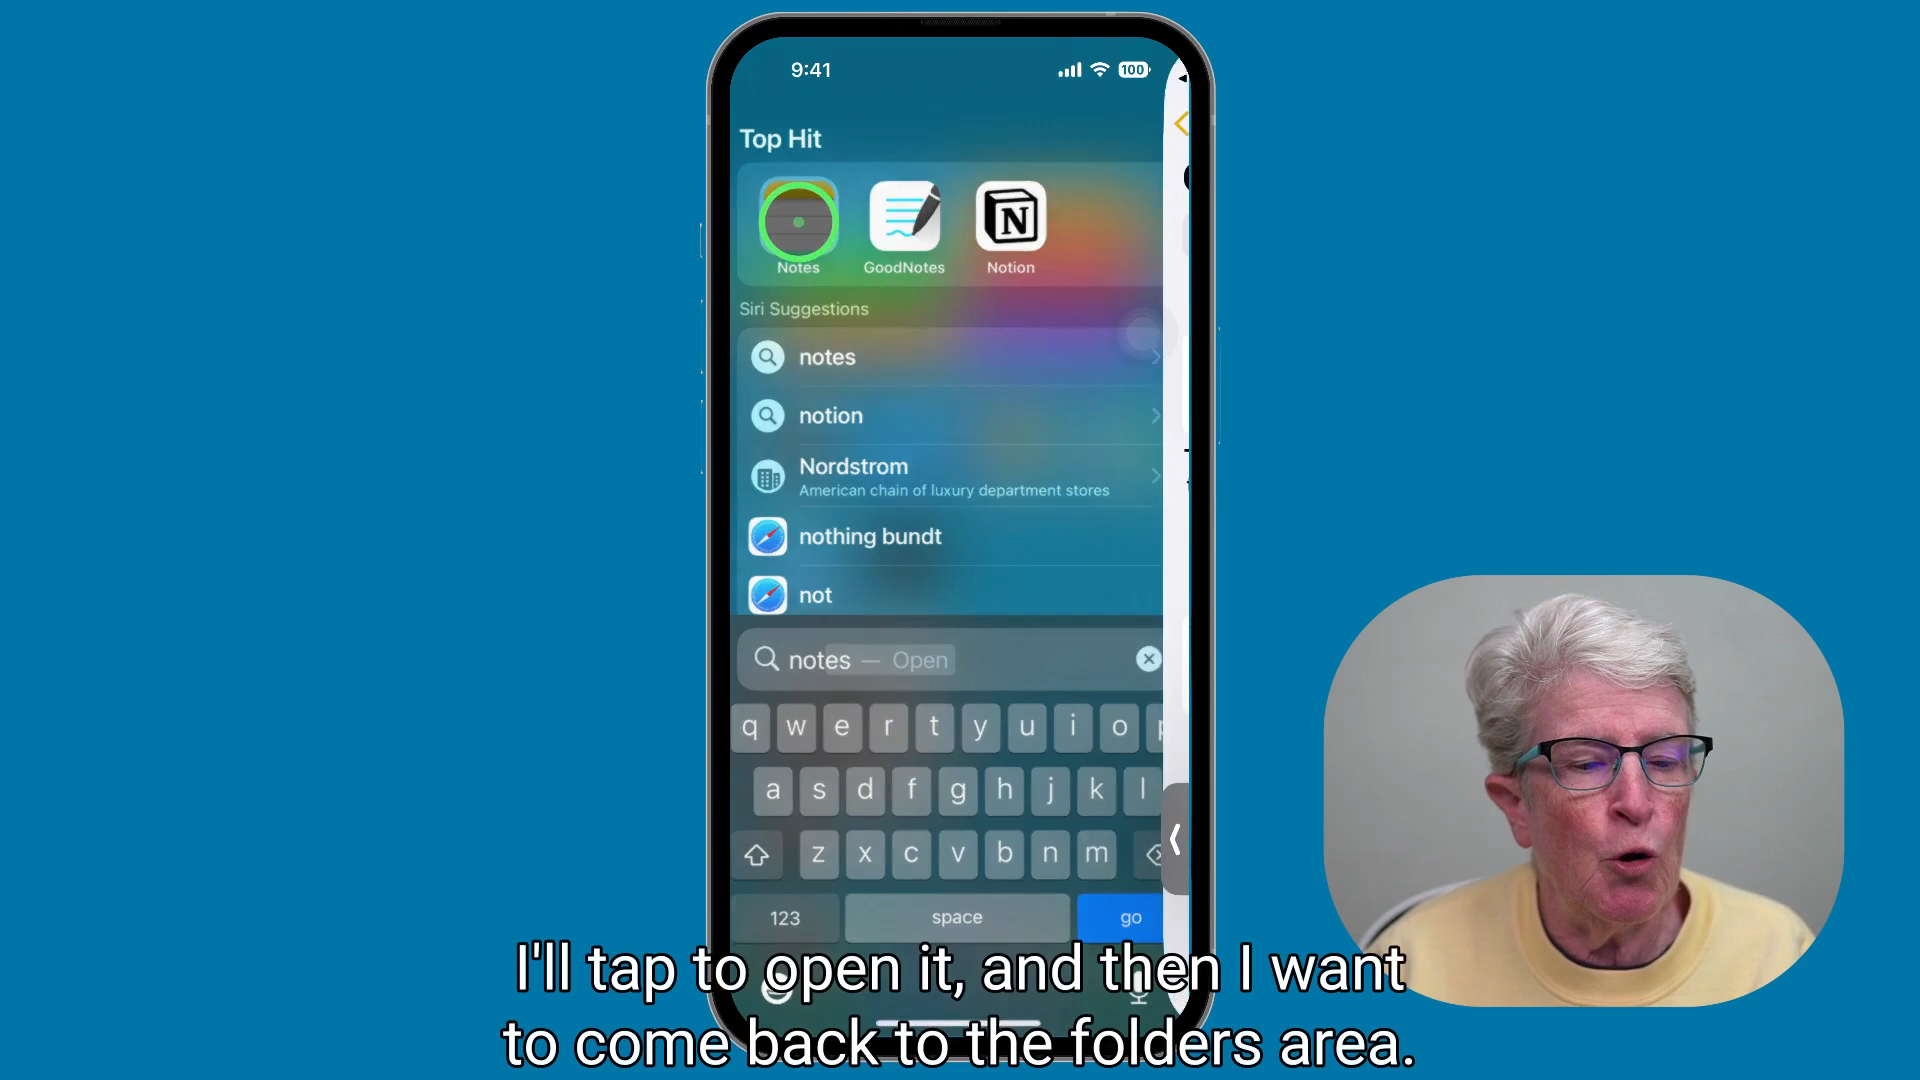 9:41
100
Top Hit
Notes
GoodNotes
N
Notion
Siri Suggestions
notes
notion
Nordstrom
American chain of luxury department stores
nothing bundt
not
notes — Open
q w e r t y u i o p
a s d f g h j k l
z x c v b n m
123 space go
I'll tap to open it, and then I want
to come back to the folders area.